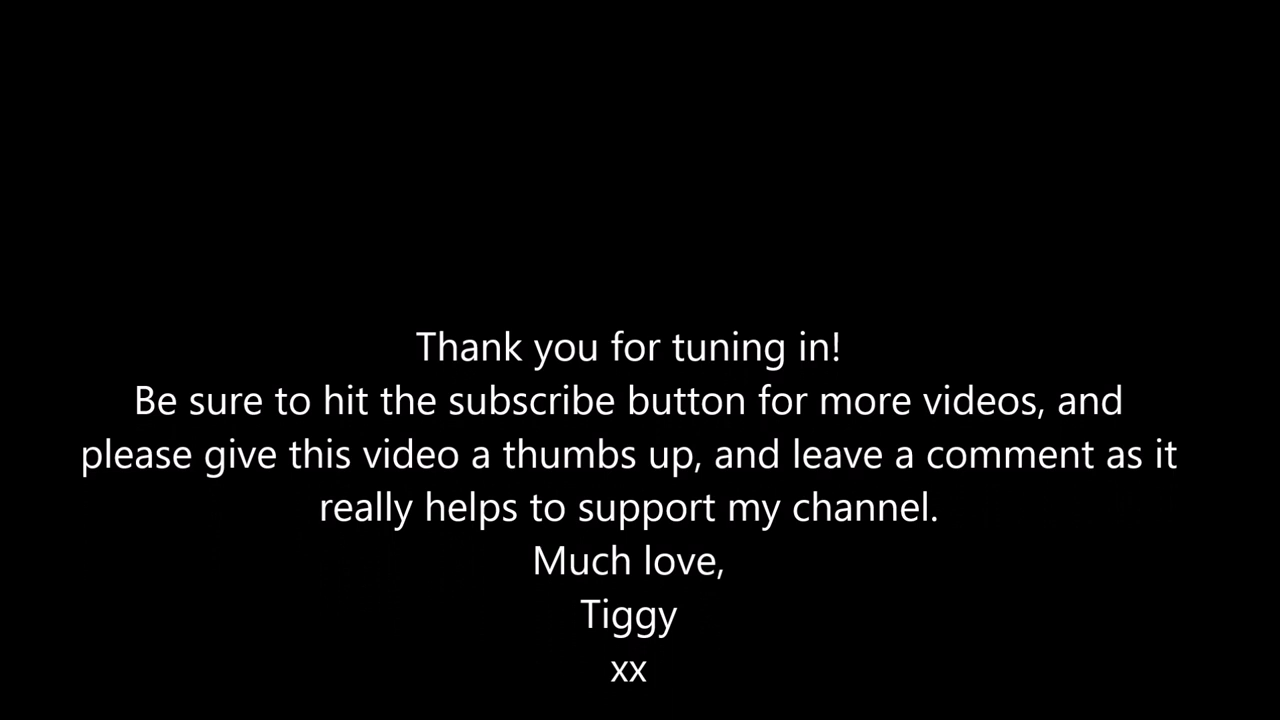 Thank you for tuning in!
Be sure to hit the subscribe button for more videos, and
please give this video a thumbs up, and leave a comment as it
really helps to support my channel.
Much love,
Tiggy
xx